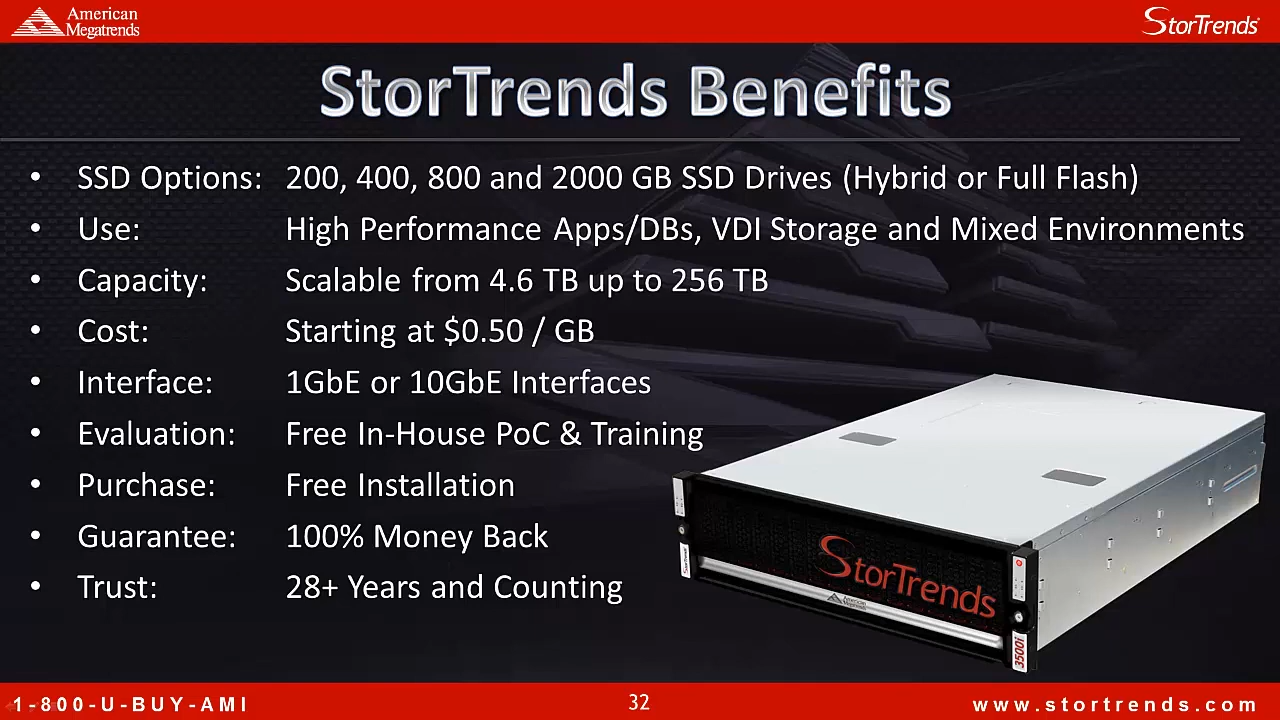 American
Megatrends
StorTrends
StorTrends Benefits
• SSD Options: 200, 400, 800 and 2000 GB SSD Drives (Hybrid or Full Flash)
• Use: High Performance Apps/DBs, VDI Storage and Mixed Environments
• Capacity: Scalable from 4.6 TB up to 256 TB
• Cost: Starting at $0.50 / GB
• Interface: 1GbE or 10GbE Interfaces
• Evaluation: Free In-House PoC & Training
• Purchase: Free Installation
• Guarantee: 100% Money Back
• Trust: 28+ Years and Counting
StorTrends
American
Megatrends
StorTrends
3500i
1-800-U-BUY-AMI
32
www.stortrends.com